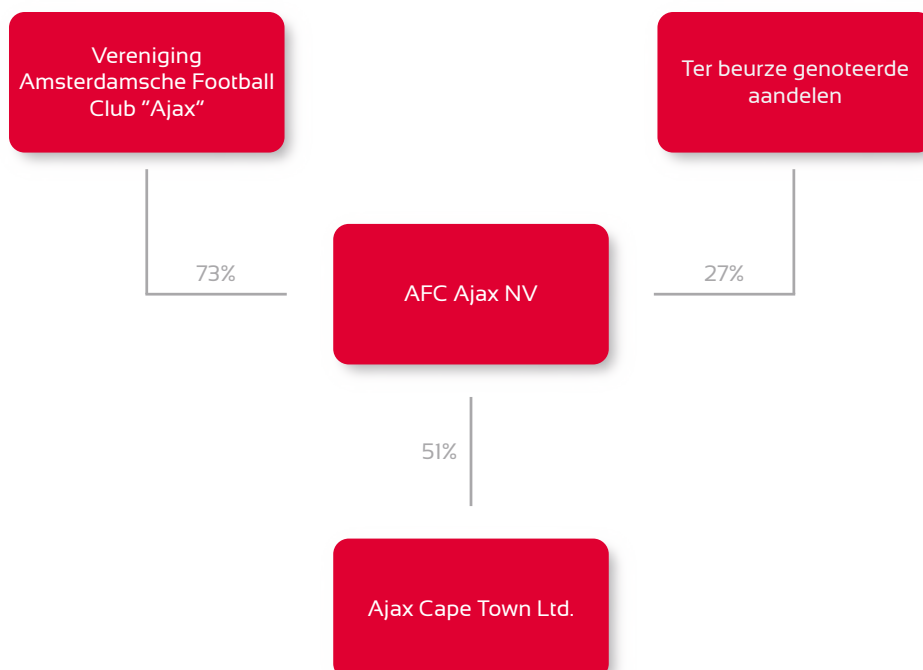 Vereniging
Amsterdamsche Football
Club “Ajax“
Ter beurze genoteerde
aandelen
73%
AFC Ajax NV
27%
51%
Ajax Cape Town Ltd.